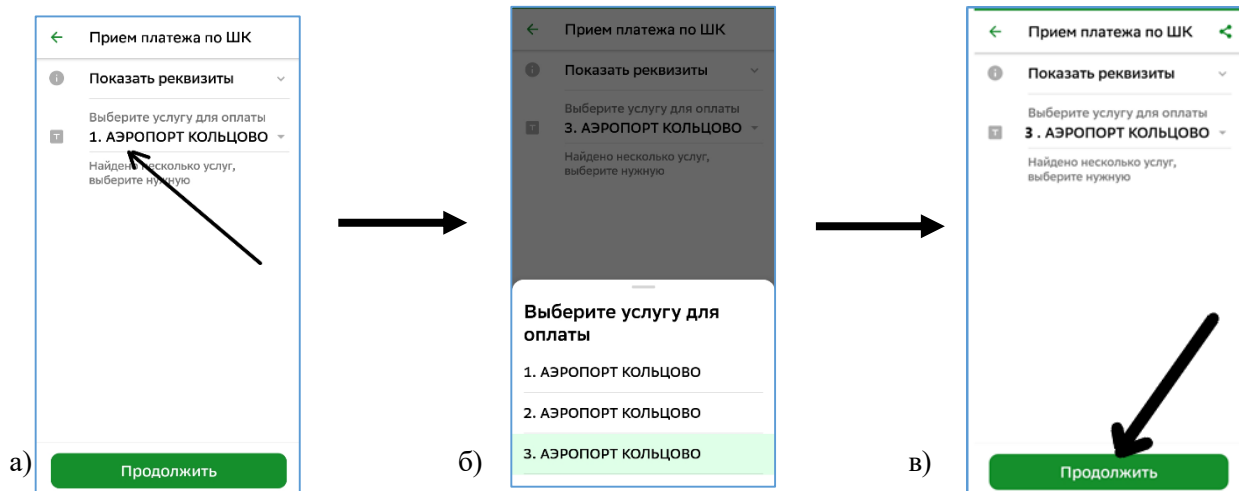 Прием платежа по ШК
Показать реквизиты
Выберите услугу для оплаты
1. АЭРОПОРТ КОЛЬЦОВО
Найдено несколько услуг,
выберите нужную
Продолжить
а)
Прием платежа по ШК
Показать реквизиты
Выберите услугу для оплаты
3. АЭРОПОРТ КОЛЬЦОВО
Найдено несколько услуг,
выберите нужную
Выберите услугу для
оплаты
1. АЭРОПОРТ КОЛЬЦОВО
2. АЭРОПОРТ КОЛЬЦОВО
3. АЭРОПОРТ КОЛЬЦОВО
б)
Прием платежа по ШК
Показать реквизиты
Выберите услугу для оплаты
3 . АЭРОПОРТ КОЛЬЦОВО
Найдено несколько услуг,
выберите нужную
Продолжить
в)